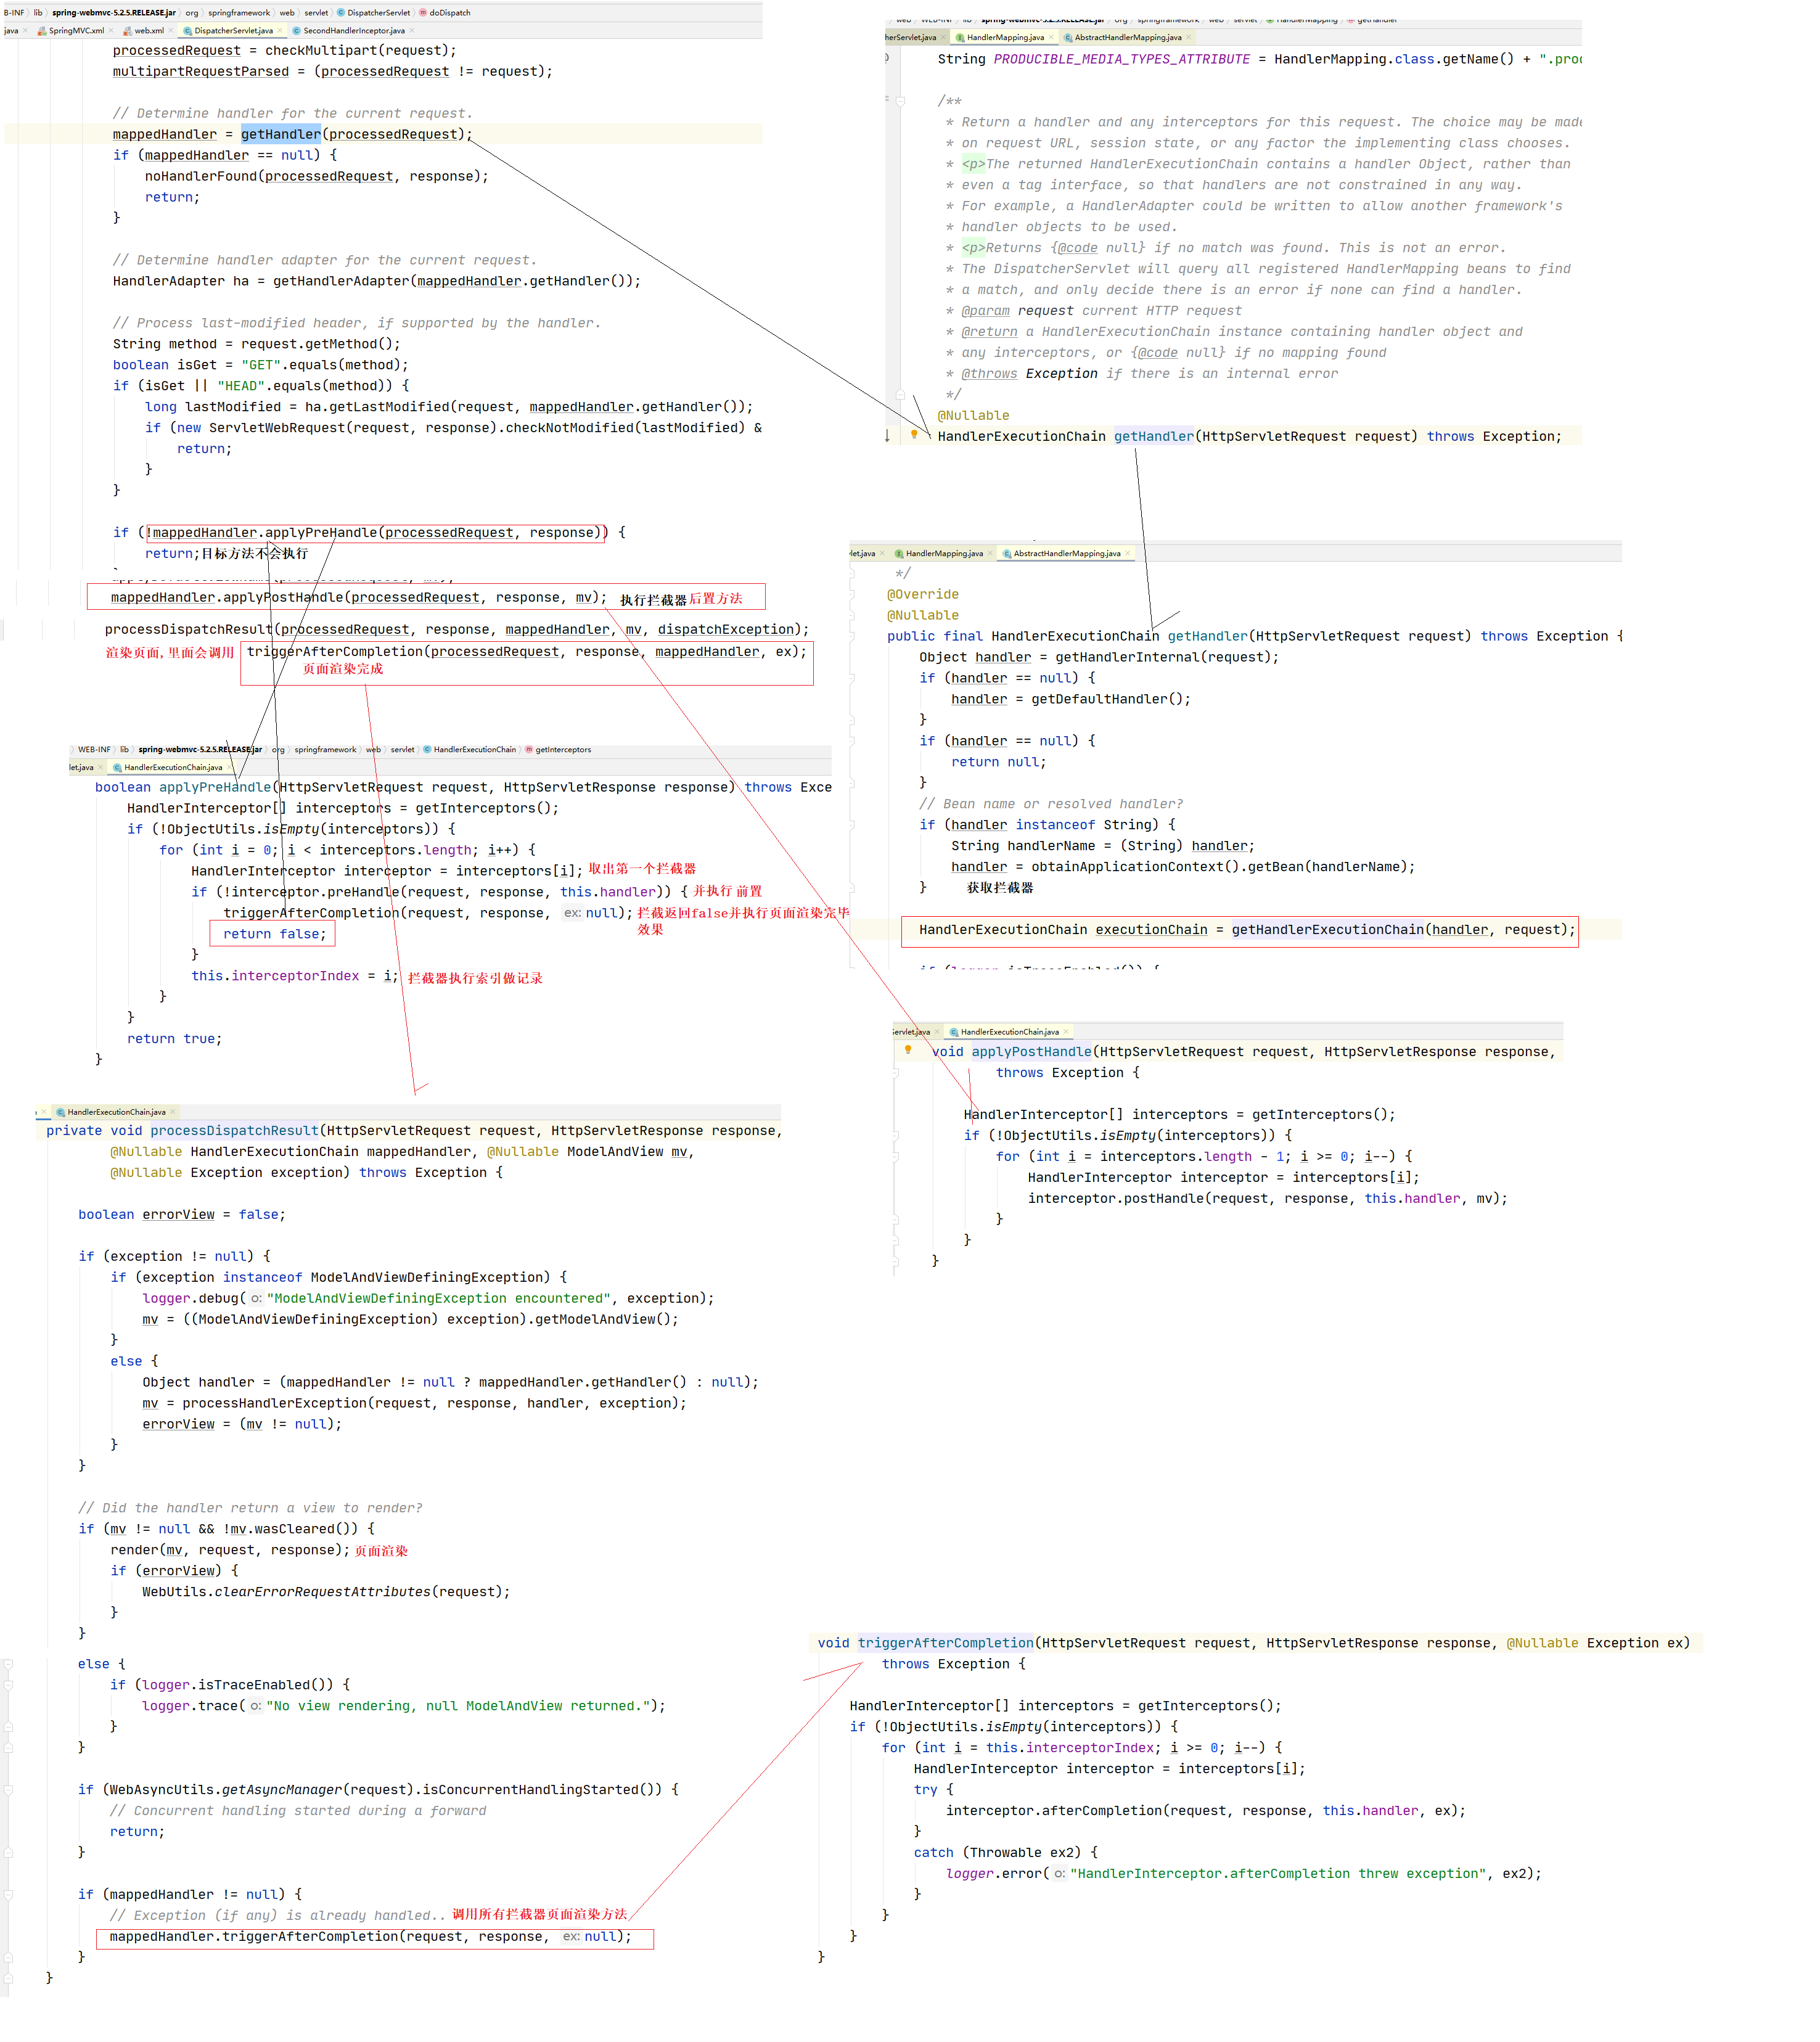 B-INF 〉 lib 〉 spring-webmvc-5.2.5.RELEASE.jar 〉 org 〉 springframework 〉 web 〉 servlet 〉 DispatcherServlet 〉 doDispatch
java × SpringMVC.xml × web.xml × DispatcherServlet.java × SecondHandlerInceptor.java ×
processedRequest = checkMultipart(request);
multipartRequestParsed = (processedRequest != request);
// Determine handler for the current request.
mappedHandler = getHandler(processedRequest);
if (mappedHandler == null) {
noHandlerFound(processedRequest, response);
return;
}
// Determine handler adapter for the current request.
HandlerAdapter ha = getHandlerAdapter(mappedHandler.getHandler());
// Process last-modified header, if supported by the handler.
String method = request.getMethod();
boolean isGet = "GET".equals(method);
if (isGet || "HEAD".equals(method)) {
long lastModified = ha.getLastModified(request, mappedHandler.getHandler());
if (new ServletWebRequest(request, response).checkNotModified(lastModified) &
return;
}
}
if (!mappedHandler.applyPreHandle(processedRequest, response)) {
return;目标方法不会执行
mappedHandler.applyPostHandle(processedRequest, response, mv); 执行拦截器后置方法
processDispatchResult(processedRequest, response, mappedHandler, mv, dispatchException);
渲染页面,里面会调用 triggerAfterCompletion(processedRequest, response, mappedHandler, ex);
页面渲染完成
〉 WEB-INF 〉 lib 〉 spring-webmvc-5.2.5.RELEASE.jar 〉 org 〉 springframework 〉 web 〉 servlet 〉 HandlerExecutionChain 〉 getInterceptors
let.java × HandlerExecutionChain.java ×
boolean applyPreHandle(HttpServletRequest request, HttpServletResponse response) throws Exce
HandlerInterceptor[] interceptors = getInterceptors();
if (!ObjectUtils.isEmpty(interceptors)) {
for (int i = 0; i < interceptors.length; i++) {
HandlerInterceptor interceptor = interceptors[i]; 取出第一个拦截器
if (!interceptor.preHandle(request, response, this.handler)) { 并执行 前置
triggerAfterCompletion(request, response, ex: null); 拦截返回false并执行页面渲染完毕
效果
return false;
}
this.interceptorIndex = i; 拦截器执行索引做记录
}
}
return true;
}
HandlerExecutionChain.java ×
private void processDispatchResult(HttpServletRequest request, HttpServletResponse response,
@Nullable HandlerExecutionChain mappedHandler, @Nullable ModelAndView mv,
@Nullable Exception exception) throws Exception {
boolean errorView = false;
if (exception != null) {
if (exception instanceof ModelAndViewDefiningException) {
logger.debug( o: "ModelAndViewDefiningException encountered", exception);
mv = ((ModelAndViewDefiningException) exception).getModelAndView();
}
else {
Object handler = (mappedHandler != null ? mappedHandler.getHandler() : null);
mv = processHandlerException(request, response, handler, exception);
errorView = (mv != null);
}
}
// Did the handler return a view to render?
if (mv != null && !mv.wasCleared()) {
render(mv, request, response); 页面渲染
if (errorView) {
WebUtils.clearErrorRequestAttributes(request);
}
}
else {
if (logger.isTraceEnabled()) {
logger.trace( o: "No view rendering, null ModelAndView returned.");
}
}
if (WebAsyncUtils.getAsyncManager(request).isConcurrentHandlingStarted()) {
// Concurrent handling started during a forward
return;
}
if (mappedHandler != null) {
// Exception (if any) is already handled.. 调用所有拦截器页面渲染方法
mappedHandler.triggerAfterCompletion(request, response, ex: null);
}
}
herServlet.java × HandlerMapping.java × AbstractHandlerMapping.java ×
String PRODUCIBLE_MEDIA_TYPES_ATTRIBUTE = HandlerMapping.class.getName() + ".prod
/**
* Return a handler and any interceptors for this request. The choice may be made
* on request URL, session state, or any factor the implementing class chooses.
* <p>The returned HandlerExecutionChain contains a handler Object, rather than
* even a tag interface, so that handlers are not constrained in any way.
* For example, a HandlerAdapter could be written to allow another framework's
* handler objects to be used.
* <p>Returns {@code null} if no match was found. This is not an error.
* The DispatcherServlet will query all registered HandlerMapping beans to find
* a match, and only decide there is an error if none can find a handler.
* @param request current HTTP request
* @return a HandlerExecutionChain instance containing handler object and
* any interceptors, or {@code null} if no mapping found
* @throws Exception if there is an internal error
*/
@Nullable
HandlerExecutionChain getHandler(HttpServletRequest request) throws Exception;
let.java × HandlerMapping.java × AbstractHandlerMapping.java ×
*/
@Override
@Nullable
public final HandlerExecutionChain getHandler(HttpServletRequest request) throws Exception {
Object handler = getHandlerInternal(request);
if (handler == null) {
handler = getDefaultHandler();
}
if (handler == null) {
return null;
}
// Bean name or resolved handler?
if (handler instanceof String) {
String handlerName = (String) handler;
handler = obtainApplicationContext().getBean(handlerName);
} 获取拦截器
HandlerExecutionChain executionChain = getHandlerExecutionChain(handler, request);
Servlet.java × HandlerExecutionChain.java ×
void applyPostHandle(HttpServletRequest request, HttpServletResponse response,
throws Exception {
HandlerInterceptor[] interceptors = getInterceptors();
if (!ObjectUtils.isEmpty(interceptors)) {
for (int i = interceptors.length - 1; i >= 0; i--) {
HandlerInterceptor interceptor = interceptors[i];
interceptor.postHandle(request, response, this.handler, mv);
}
}
}
void triggerAfterCompletion(HttpServletRequest request, HttpServletResponse response, @Nullable Exception ex)
throws Exception {
HandlerInterceptor[] interceptors = getInterceptors();
if (!ObjectUtils.isEmpty(interceptors)) {
for (int i = this.interceptorIndex; i >= 0; i--) {
HandlerInterceptor interceptor = interceptors[i];
try {
interceptor.afterCompletion(request, response, this.handler, ex);
}
catch (Throwable ex2) {
logger.error( o: "HandlerInterceptor.afterCompletion threw exception", ex2);
}
}
}
}